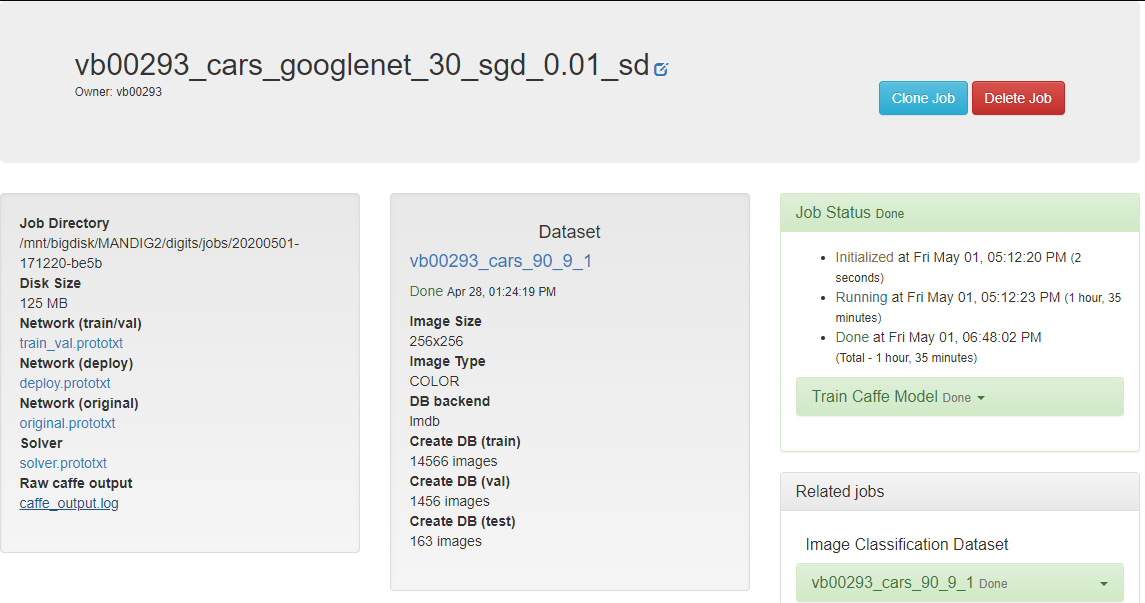 vb00293_cars_googlenet_30_sgd_0.01_sd
Owner: vb00293
Clone Job
Delete Job
Job Directory
/mnt/bigdisk/MANDIG2/digits/jobs/20200501-
171220-be5b
Disk Size
125 MB
Network (train/val)
train_val.prototxt
Network (deploy)
deploy.prototxt
Network (original)
original.prototxt
Solver
solver.prototxt
Raw caffe output
caffe_output.log
Dataset
vb00293_cars_90_9_1
Done Apr 28, 01:24:19 PM
Image Size
256x256
Image Type
COLOR
DB backend
lmdb
Create DB (train)
14566 images
Create DB (val)
1456 images
Create DB (test)
163 images
Job Status Done
Initialized at Fri May 01, 05:12:20 PM (2
seconds)
Running at Fri May 01, 05:12:23 PM (1 hour, 35
minutes)
Done at Fri May 01, 06:48:02 PM
(Total - 1 hour, 35 minutes)
Train Caffe Model Done
Related jobs
Image Classification Dataset
vb00293_cars_90_9_1 Done